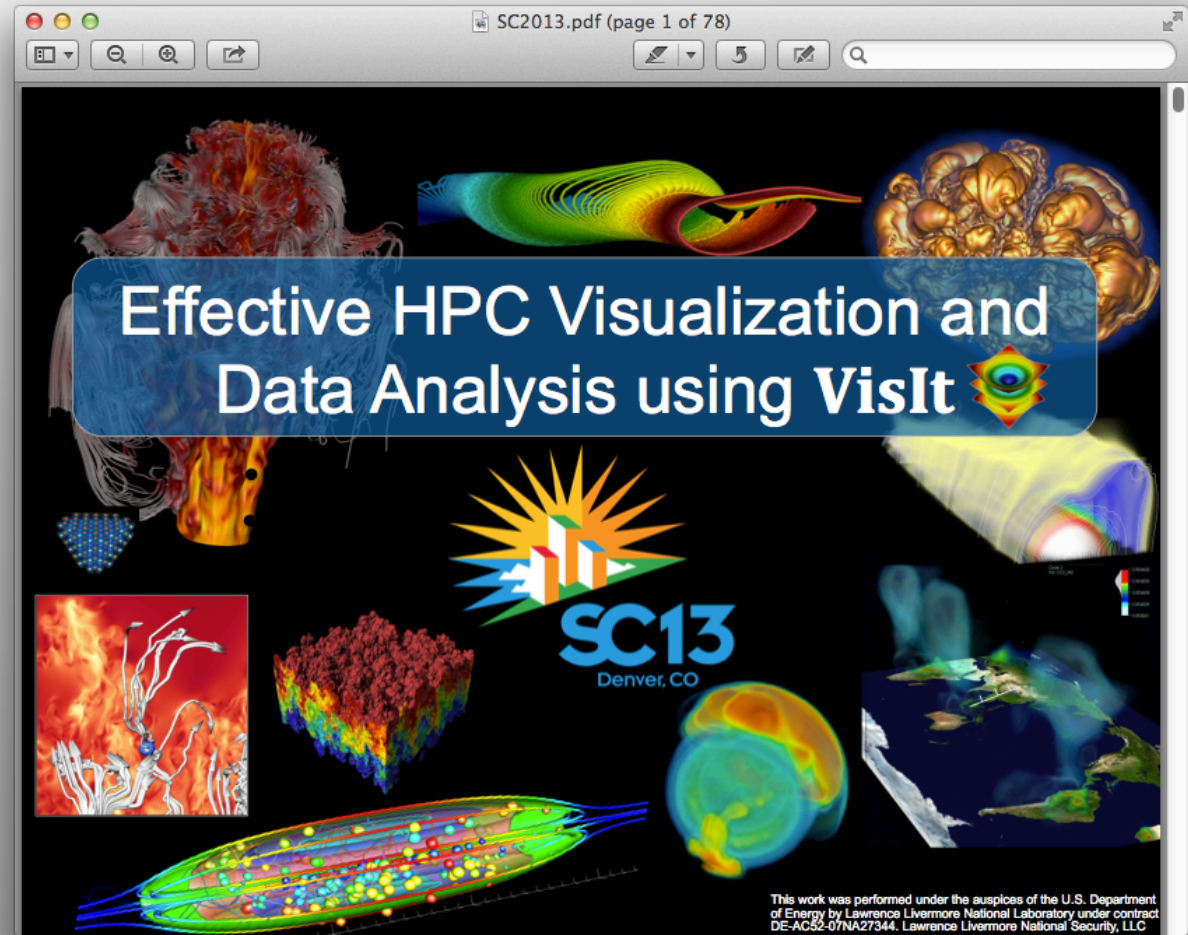 SC2013.pdf (page 1 of 78)
Effective HPC Visualization and
Data Analysis using VisIt
SC13
Denver, CO
This work was performed under the auspices of the U.S. Department
of Energy by Lawrence Livermore National Laboratory under contract
DE-AC52-07NA27344. Lawrence Livermore National Security, LLC